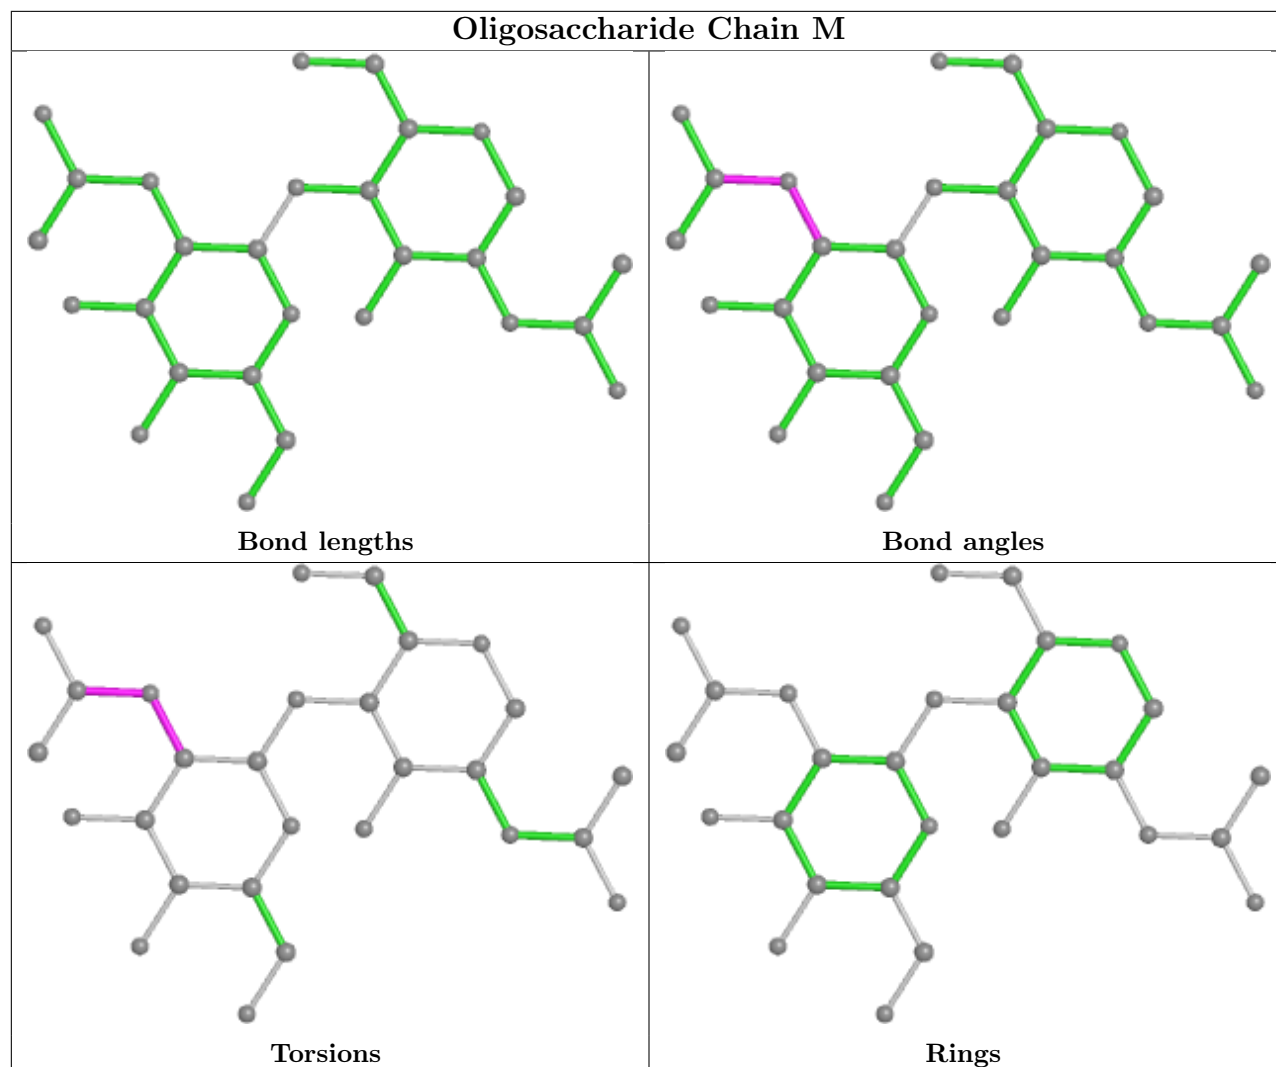 Oligosaccharide Chain M
Bond lengths
Bond angles
Torsions
Rings